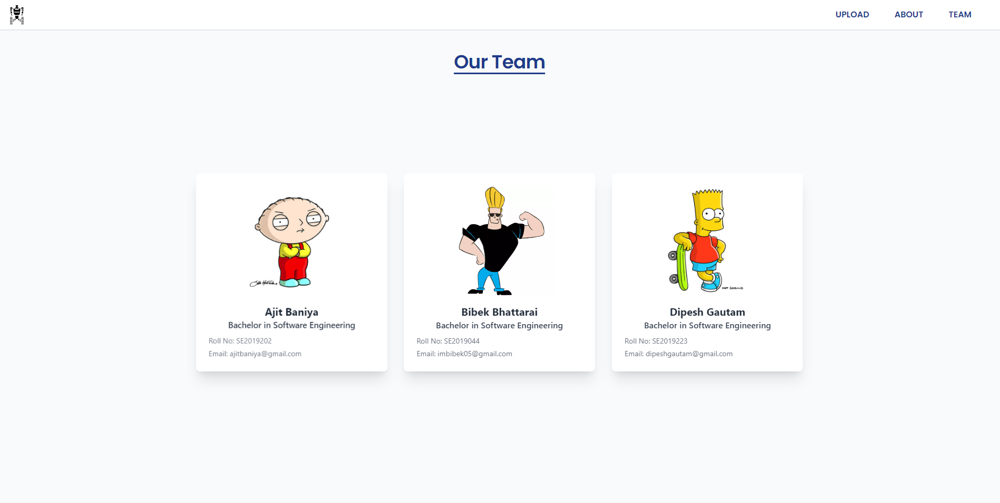 UPLOAD ABOUT TEAM
Our Team
Ajit Baniya
Bachelor in Software Engineering
Roll No: SE2019202
Email: ajitbaniya@gmail.com
Bibek Bhattarai
Bachelor in Software Engineering
Roll No: SE2019044
Email: imbibek05@gmail.com
MATT GROENING
Dipesh Gautam
Bachelor in Software Engineering
Roll No: SE2019223
Email: dipeshgautam@gmail.com